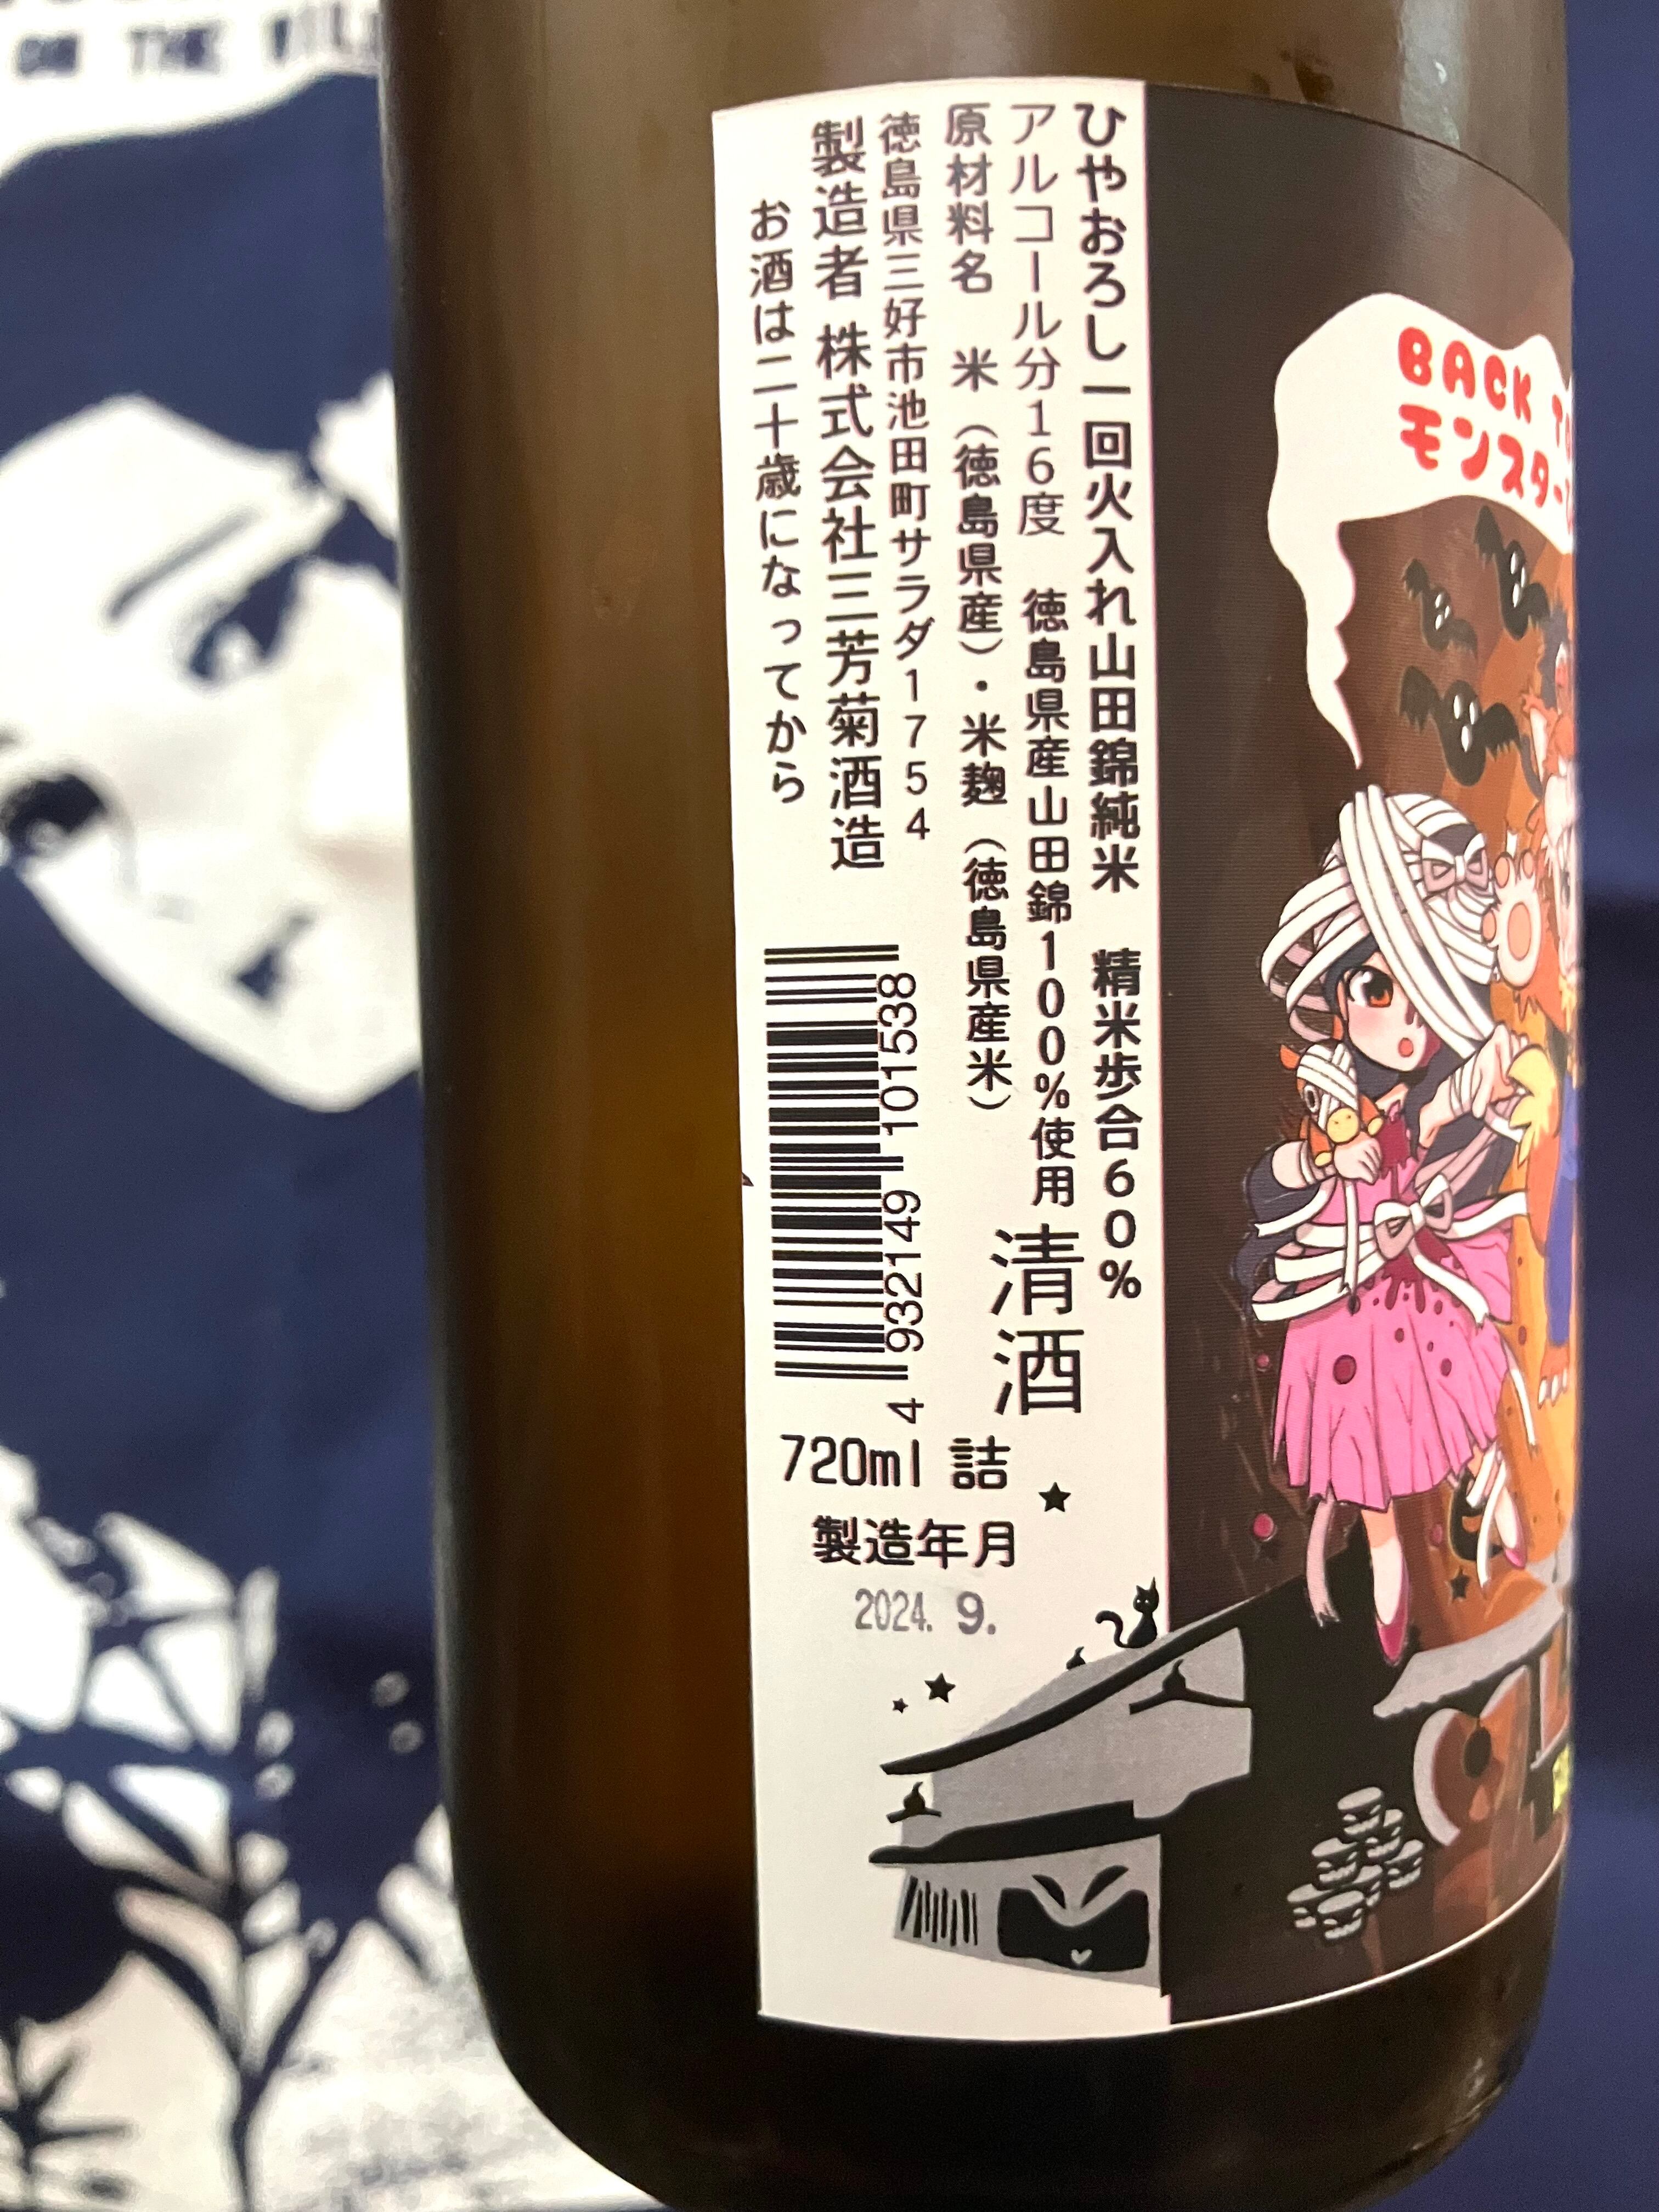 ON THE
BACK
モンスター
ひやおろし一回火入れ山田錦純米 精米歩合60%
アルコール分16度 徳島県産山田錦100%使用
原材料名 米(徳島県産)・米麹(徳島県産米)
清酒
徳島県三好市池田町サラダ1754
製造者 株式会社三芳菊酒造
お酒は二十歳になってから
4 932149 101538
720ml 詰
製造年月
2024. 9.